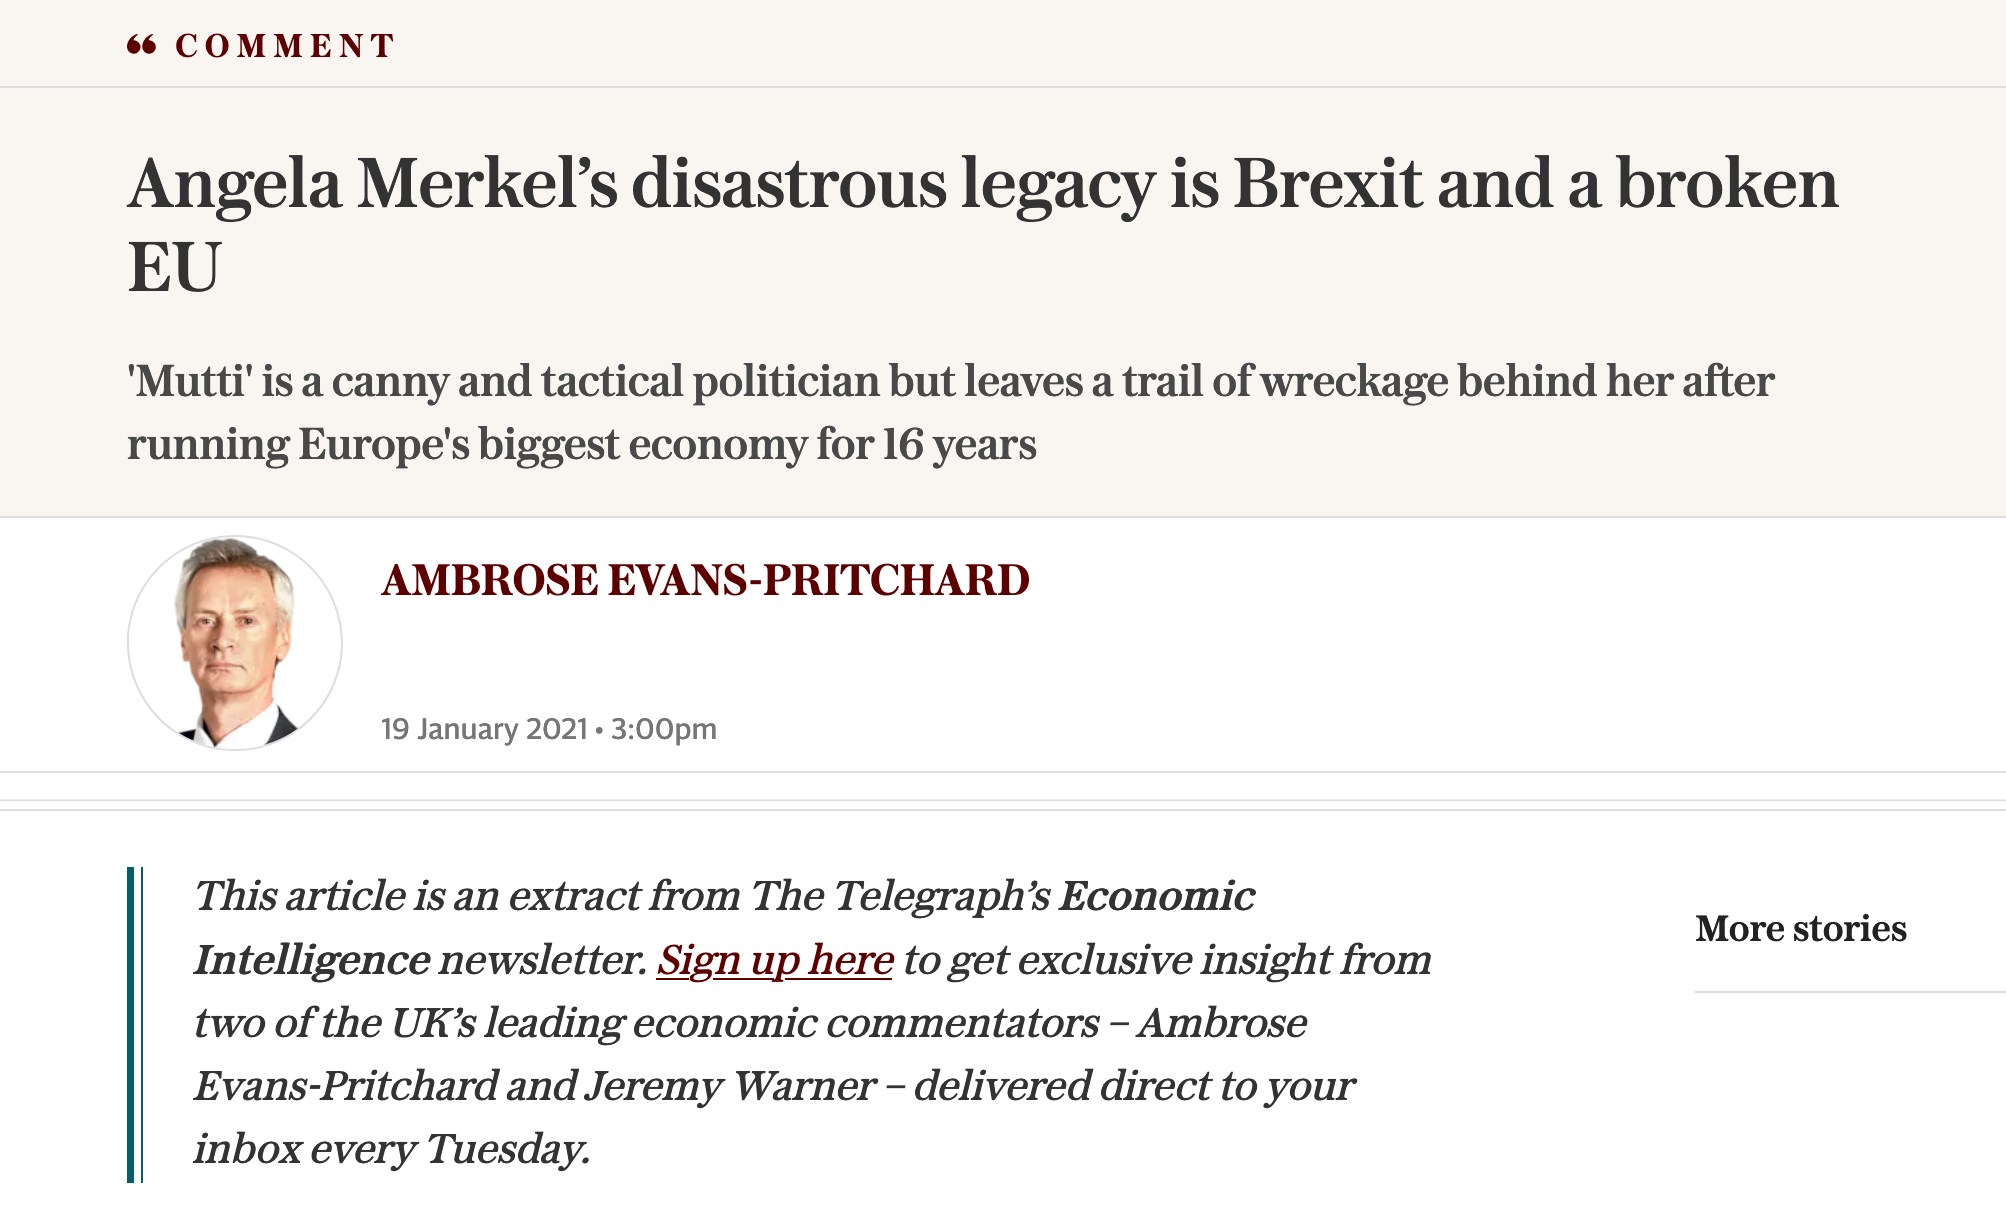 “ COMMENT
Angela Merkel’s disastrous legacy is Brexit and a broken
EU
'Mutti' is a canny and tactical politician but leaves a trail of wreckage behind her after
running Europe's biggest economy for 16 years
AMBROSE EVANS-PRITCHARD
19 January 2021 • 3:00pm
This article is an extract from The Telegraph’s Economic
Intelligence newsletter. Sign up here to get exclusive insight from
two of the UK’s leading economic commentators – Ambrose
Evans-Pritchard and Jeremy Warner – delivered direct to your
inbox every Tuesday.
More stories